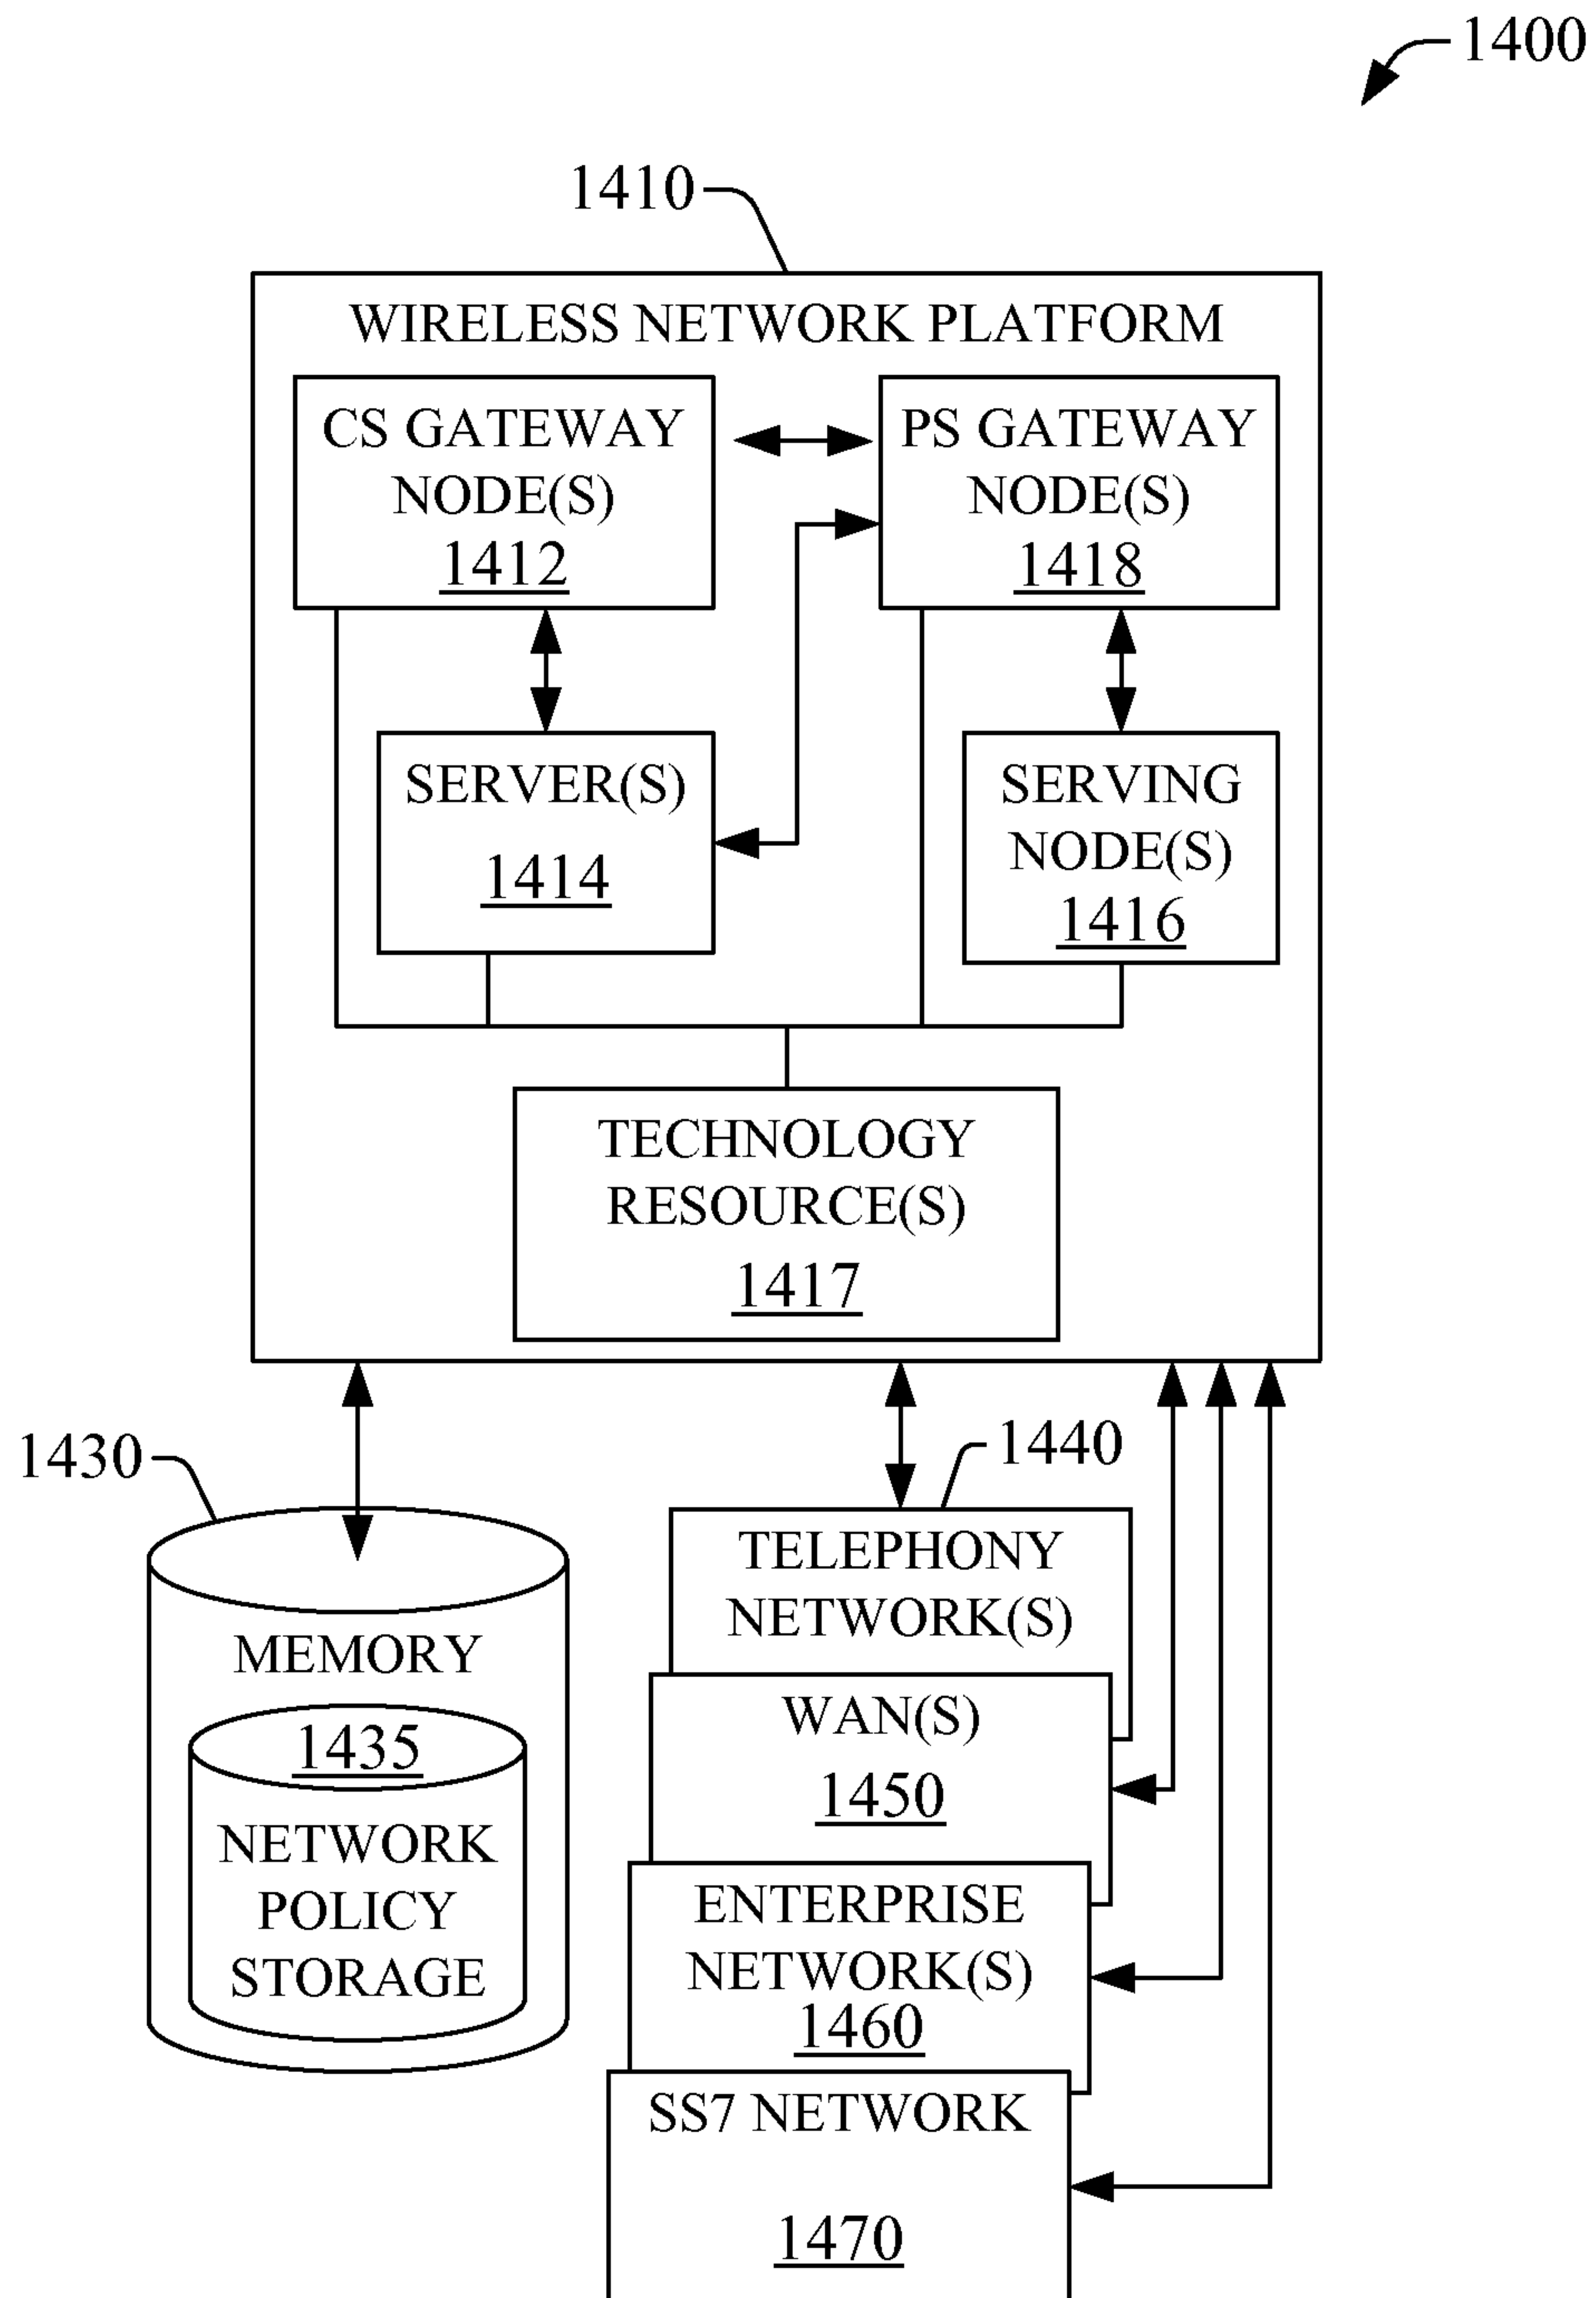 1400
1410
WIRELESS NETWORK PLATFORM
CS GATEWAY
NODE(S)
1412
PS GATEWAY
NODE(S)
1418
SERVER(S)
1414
SERVING
NODE(S)
1416
TECHNOLOGY
RESOURCE(S)
1417
1430
MEMORY
1435
NETWORK
POLICY
STORAGE
1440
TELEPHONY
NETWORK(S)
WAN(S)
1450
ENTERPRISE
NETWORK(S)
1460
SS7 NETWORK
1470